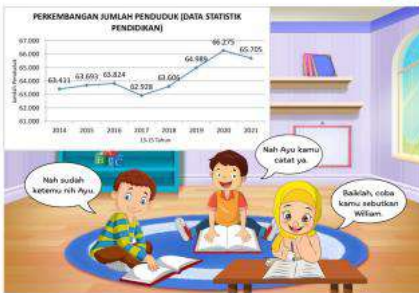 PERKEMBANGAN JUMLAH PENDUDUK (DATA STATISTIK
PENDIDIKAN)
Jumlah Penduduk
67.000
66.000
65.000
64.000
63.000
62.000
61.000
63.411
63.693
63.824
62.928
63.606
64.989
66.275
65.705
2014
2015
2016
2017
2018
2019
2020
2021
13-15 Tahun
Nah sudah
ketemu nih Ayu.
Nah Ayu kamu
catat ya.
Baiklah, coba
kamu sebutkan
William.